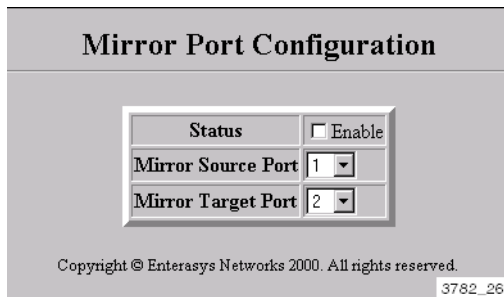 Mirror Port Configuration
Status Enable
Mirror Source Port 1
Mirror Target Port 2
Copyright © Enterasys Networks 2000. All rights reserved.
3782_26